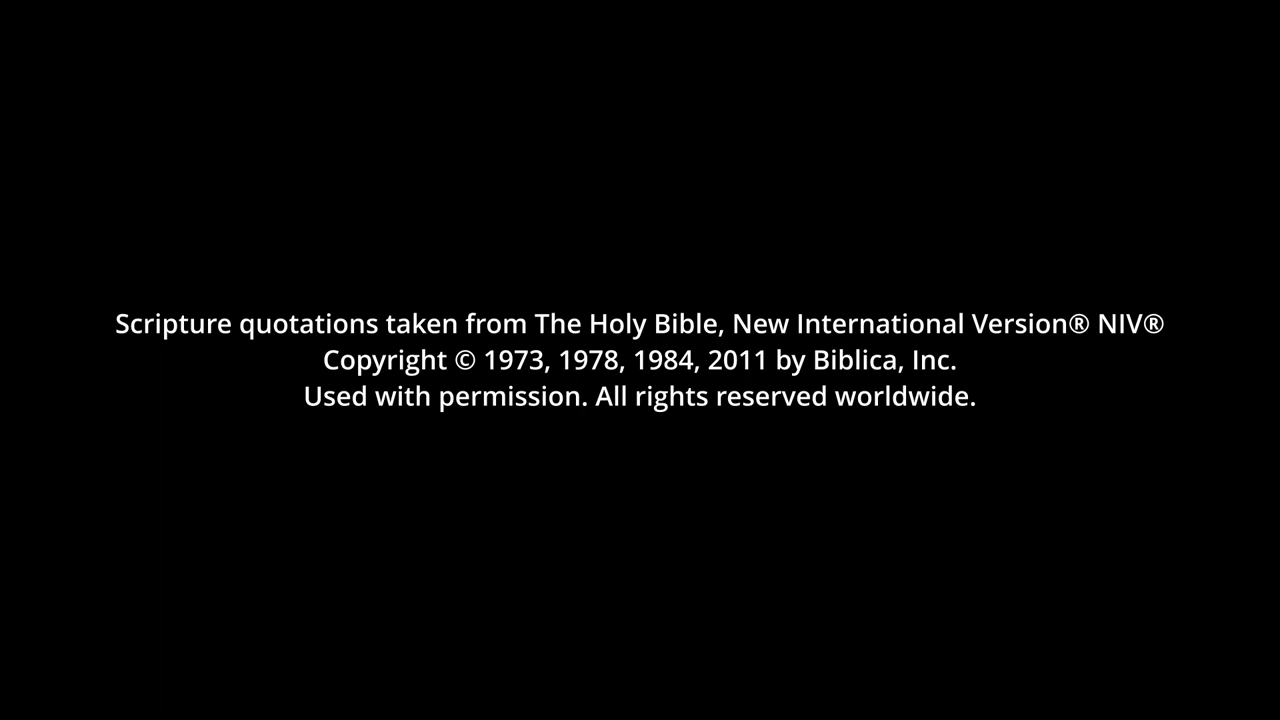 Scripture quotations taken from The Holy Bible, New International Version® NIV®
Copyright © 1973, 1978, 1984, 2011 by Biblica, Inc.
Used with permission. All rights reserved worldwide.